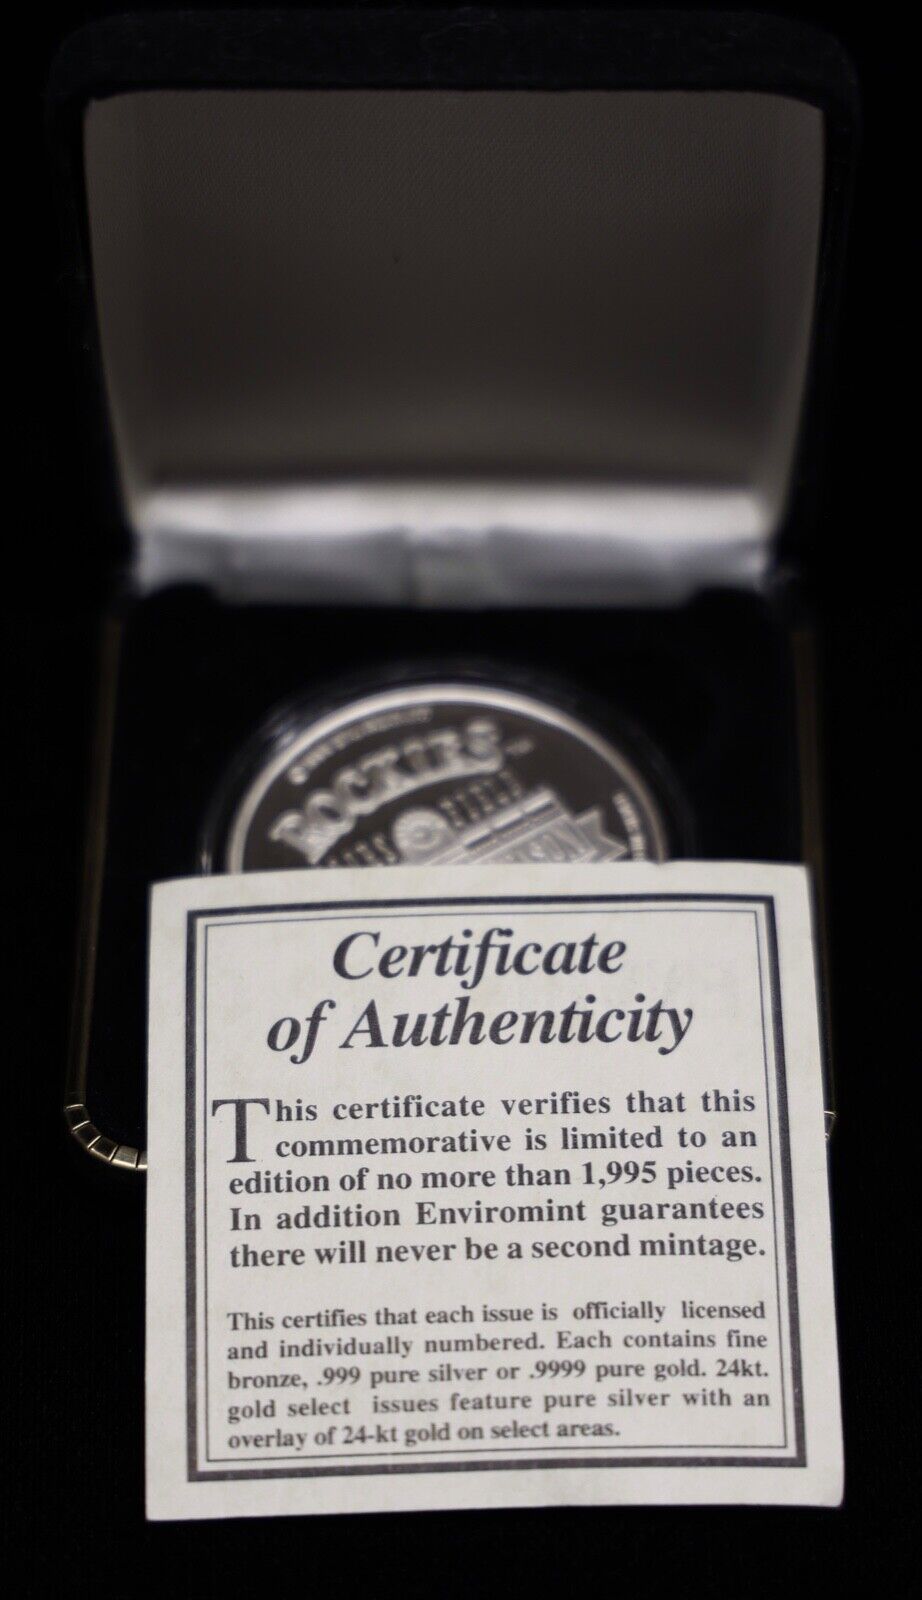 ROCKIES
FIELD
Certificate
of Authenticity
This certificate verifies that this
commemorative is limited to an
edition of no more than 1,995 pieces.
In addition Enviromint guarantees
there will never be a second mintage.
This certifies that each issue is officially licensed
and individually numbered. Each contains fine
bronze, .999 pure silver or .9999 pure gold. 24kt.
gold select issues feature pure silver with an
overlay of 24-kt gold on select areas.